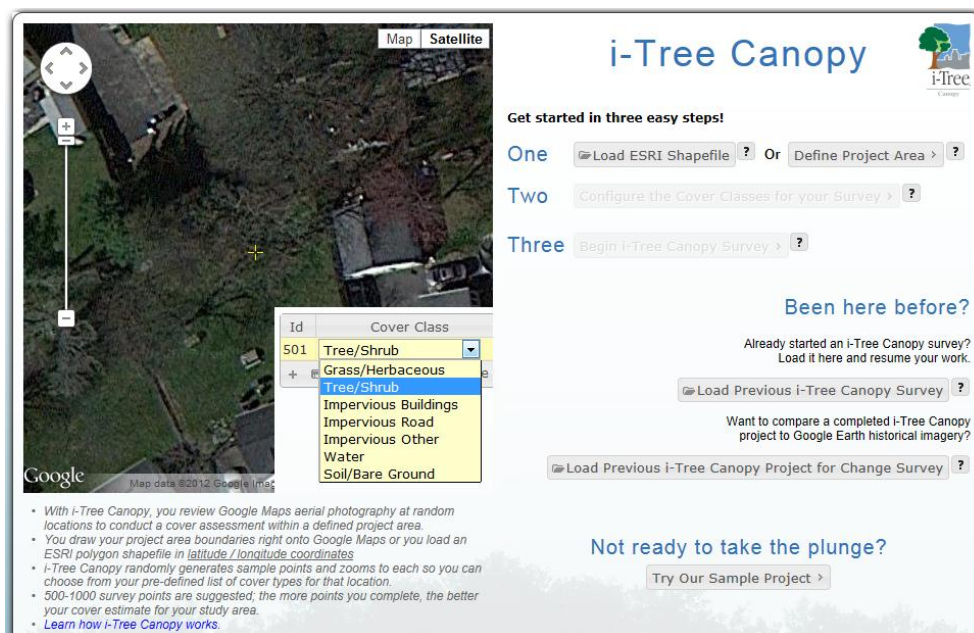 Map Satellite
Google
Map data ©2012 Google
Id Cover Class
501 Tree/Shrub
Grass/Herbaceous
Tree/Shrub
Impervious Buildings
Impervious Road
Impervious Other
Water
Soil/Bare Ground
• With i-Tree Canopy, you review Google Maps aerial photography at random
locations to conduct a cover assessment within a defined project area.
• You draw your project area boundaries right onto Google Maps or you load an
ESRI polygon shapefile in latitude / longitude coordinates
• i-Tree Canopy randomly generates sample points and zooms to each so you can
choose from your pre-defined list of cover types for that location.
• 500-1000 survey points are suggested; the more points you complete, the better
your cover estimate for your study area.
• Learn how i-Tree Canopy works.
i-Tree Canopy
i-Tree
Canopy
Get started in three easy steps!
One Load ESRI Shapefile ? Or Define Project Area › ?
Two Configure the Cover Classes for your Survey › ?
Three Begin i-Tree Canopy Survey › ?
Been here before?
Already started an i-Tree Canopy survey?
Load it here and resume your work.
Load Previous i-Tree Canopy Survey ?
Want to compare a completed i-Tree Canopy
project to Google Earth historical imagery?
Load Previous i-Tree Canopy Project for Change Survey ?
Not ready to take the plunge?
Try Our Sample Project ›